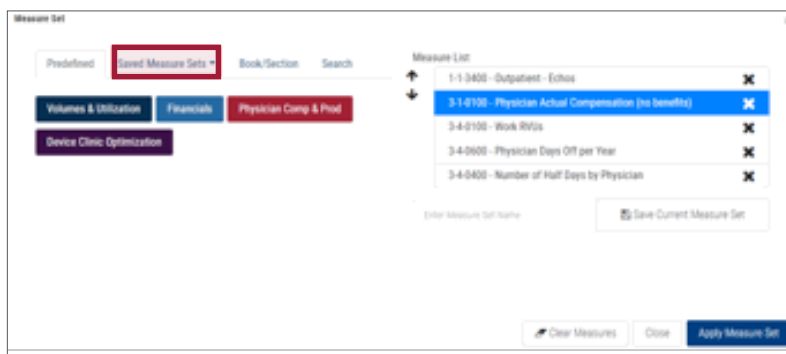 Measure Set
Predefined Saved Measure Sets Book/Section Search
Volumes & Utilization Financials Physician Comp & Prod
Device Clinic Optimization
Measure List:
1-1-3400 - Outpatient - Echos
3-1-0100 - Physician Actual Compensation (no benefits)
3-4-0100 - Work RVUs
3-4-0600 - Physician Days Off per Year
3-4-0400 - Number of Half Days by Physician
Enter Measure Set Name Save Current Measure Set
Clear Measures Close Apply Measure Set